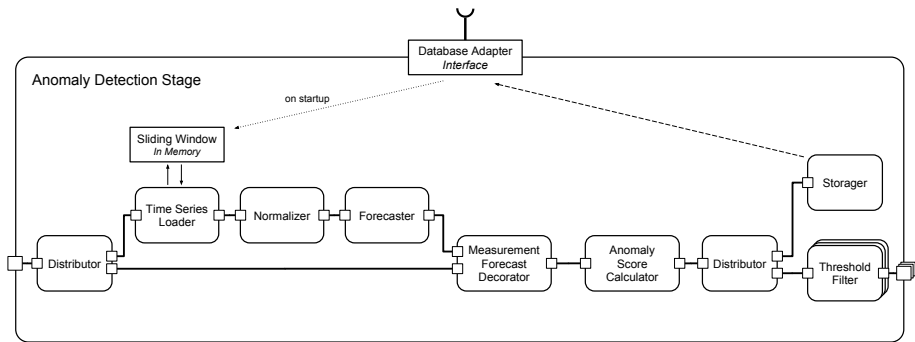 Database Adapter
Interface
Anomaly Detection Stage
on startup
Sliding Window
In Memory
Time Series
Loader
Normalizer
Forecaster
Storager
Distributor
Measurement
Forecast
Decorator
Anomaly
Score
Calculator
Distributor
Threshold
Filter